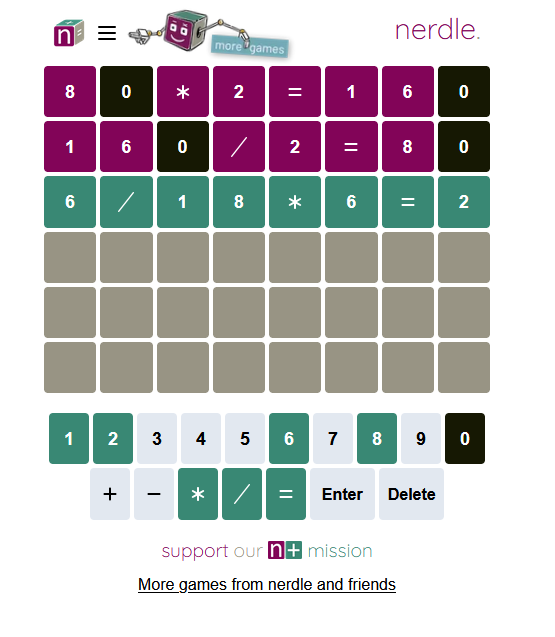 n more games nerdle.
8 0 * 2 = 1 6 0
1 6 0 / 2 = 8 0
6 / 1 8 * 6 = 2
1 2 3 4 5 6 7 8 9 0
+ - * / = Enter Delete
support our n+ mission
More games from nerdle and friends